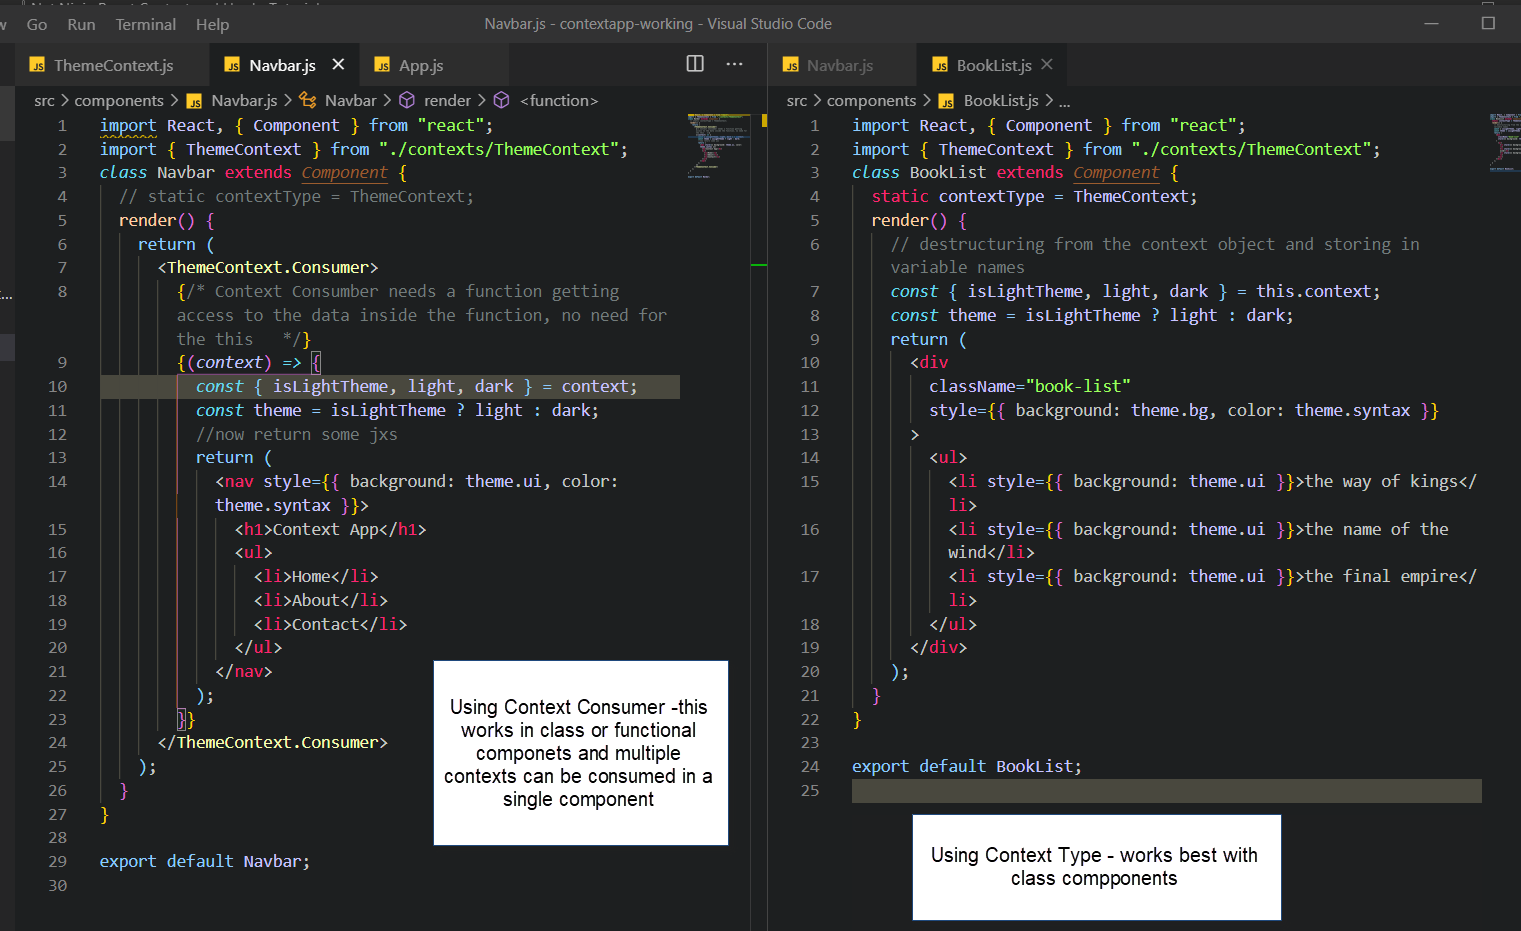 Go Run Terminal Help
Navbar.js - contextapp-working - Visual Studio Code
ThemeContext.js
Navbar.js
App.js
src > components > Navbar.js > Navbar > render > <function>
1 import React, { Component } from "react";
2 import { ThemeContext } from "./contexts/ThemeContext";
3 class Navbar extends Component {
4 // static contextType = ThemeContext;
5 render() {
6 return (
7 <ThemeContext.Consumer>
8 {/* Context Consumber needs a function getting
access to the data inside the function, no need for
the this */}
9 {(context) => {
10 const { isLightTheme, light, dark } = context;
11 const theme = isLightTheme ? light : dark;
12 //now return some jxs
13 return (
14 <nav style={{ background: theme.ui, color:
theme.syntax }}>
15 <h1>Context App</h1>
16 <ul>
17 <li>Home</li>
18 <li>About</li>
19 <li>Contact</li>
20 </ul>
21 </nav>
22 );
23 }}
24 </ThemeContext.Consumer>
25 );
26 }
27 }
28
29 export default Navbar;
30
Using Context Consumer -this
works in class or functional
componets and multiple
contexts can be consumed in a
single component
Navbar.js
BookList.js
src > components > BookList.js > ...
1 import React, { Component } from "react";
2 import { ThemeContext } from "./contexts/ThemeContext";
3 class BookList extends Component {
4 static contextType = ThemeContext;
5 render() {
6 // destructuring from the context object and storing in
variable names
7 const { isLightTheme, light, dark } = this.context;
8 const theme = isLightTheme ? light : dark;
9 return (
10 <div
11 className="book-list"
12 style={{ background: theme.bg, color: theme.syntax }}
13 >
14 <ul>
15 <li style={{ background: theme.ui }}>the way of kings</
li>
16 <li style={{ background: theme.ui }}>the name of the
wind</li>
17 <li style={{ background: theme.ui }}>the final empire</
li>
18 </ul>
19 </div>
20 );
21 }
22 }
23
24 export default BookList;
25
Using Context Type - works best with
class compponents